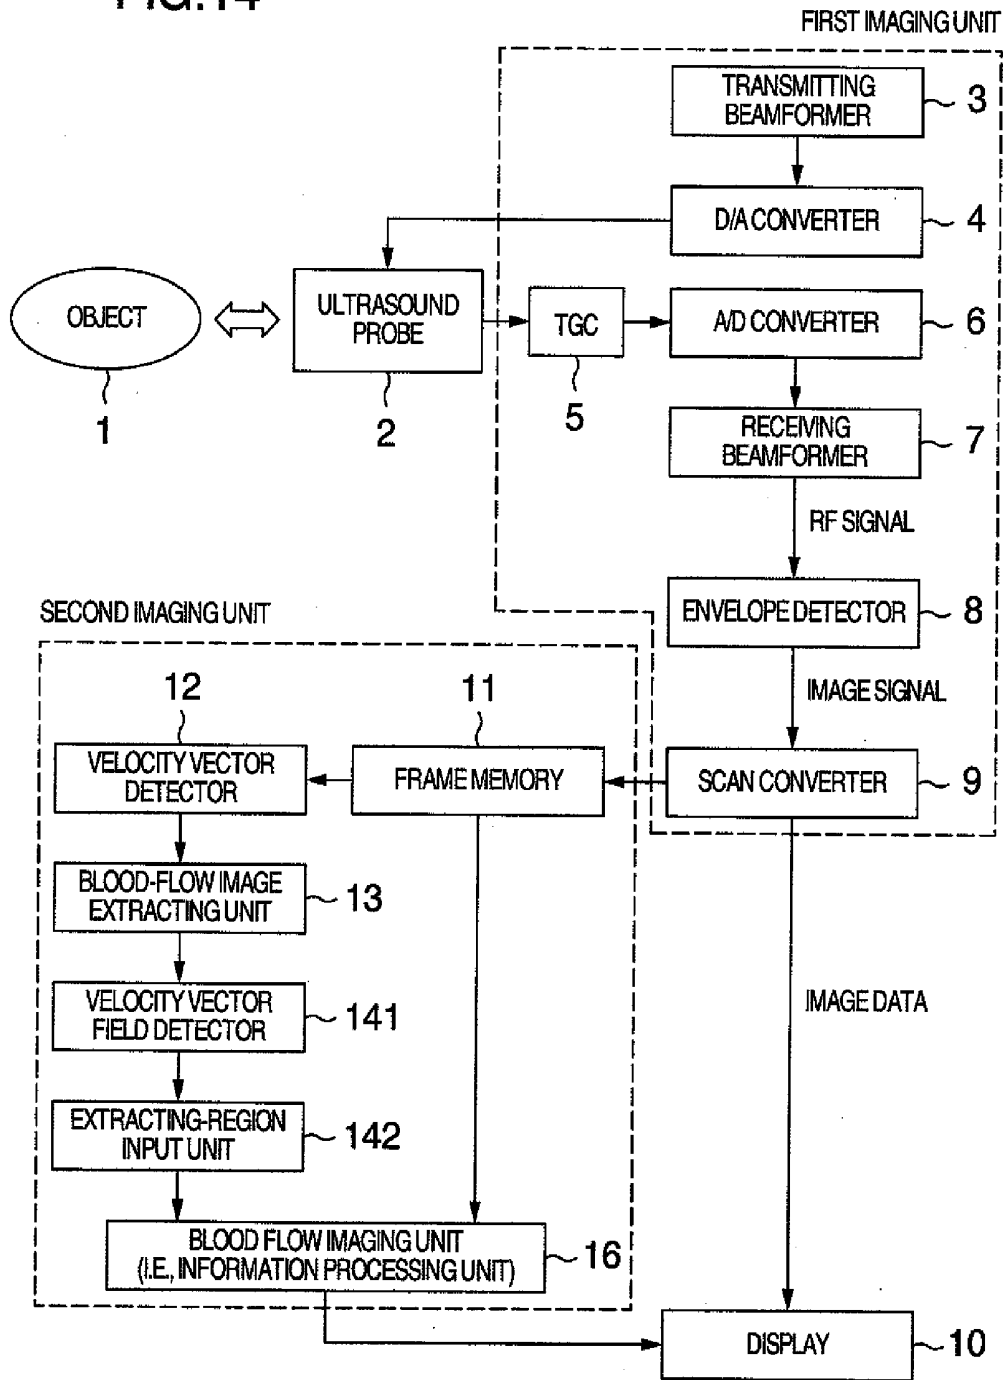 FIG.14
FIRST IMAGING UNIT
TRANSMITTING
BEAMFORMER
3
D/A CONVERTER
4
OBJECT
1
ULTRASOUND
PROBE
2
TGC
5
A/D CONVERTER
6
RECEIVING
BEAMFORMER
7
RF SIGNAL
ENVELOPE DETECTOR
8
IMAGE SIGNAL
SCAN CONVERTER
9
SECOND IMAGING UNIT
12
11
VELOCITY VECTOR
DETECTOR
FRAME MEMORY
BLOOD-FLOW IMAGE
EXTRACTING UNIT
13
VELOCITY VECTOR
FIELD DETECTOR
141
IMAGE DATA
EXTRACTING-REGION
INPUT UNIT
142
BLOOD FLOW IMAGING UNIT
(I.E., INFORMATION PROCESSING UNIT)
16
DISPLAY
10